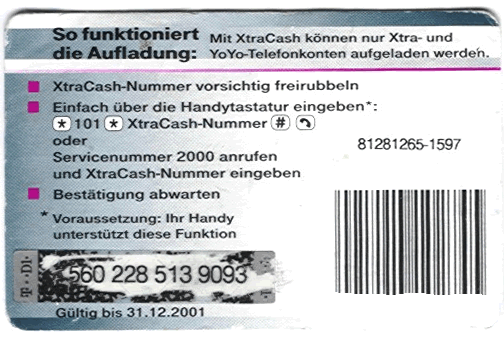 So funktioniert
die Aufladung:
Mit XtraCash können nur Xtra- und
YoYo-Telefonkonten aufgeladen werden.
XtraCash-Nummer vorsichtig freirubbeln
Einfach über die Handytastatur eingeben*:
* 101 * XtraCash-Nummer #
oder
Servicenummer 2000 anrufen
und XtraCash-Nummer eingeben
Bestätigung abwarten
81281265-1597
* Voraussetzung: Ihr Handy
unterstützt diese Funktion
560 228 513 9093
Gültig bis 31.12.2001